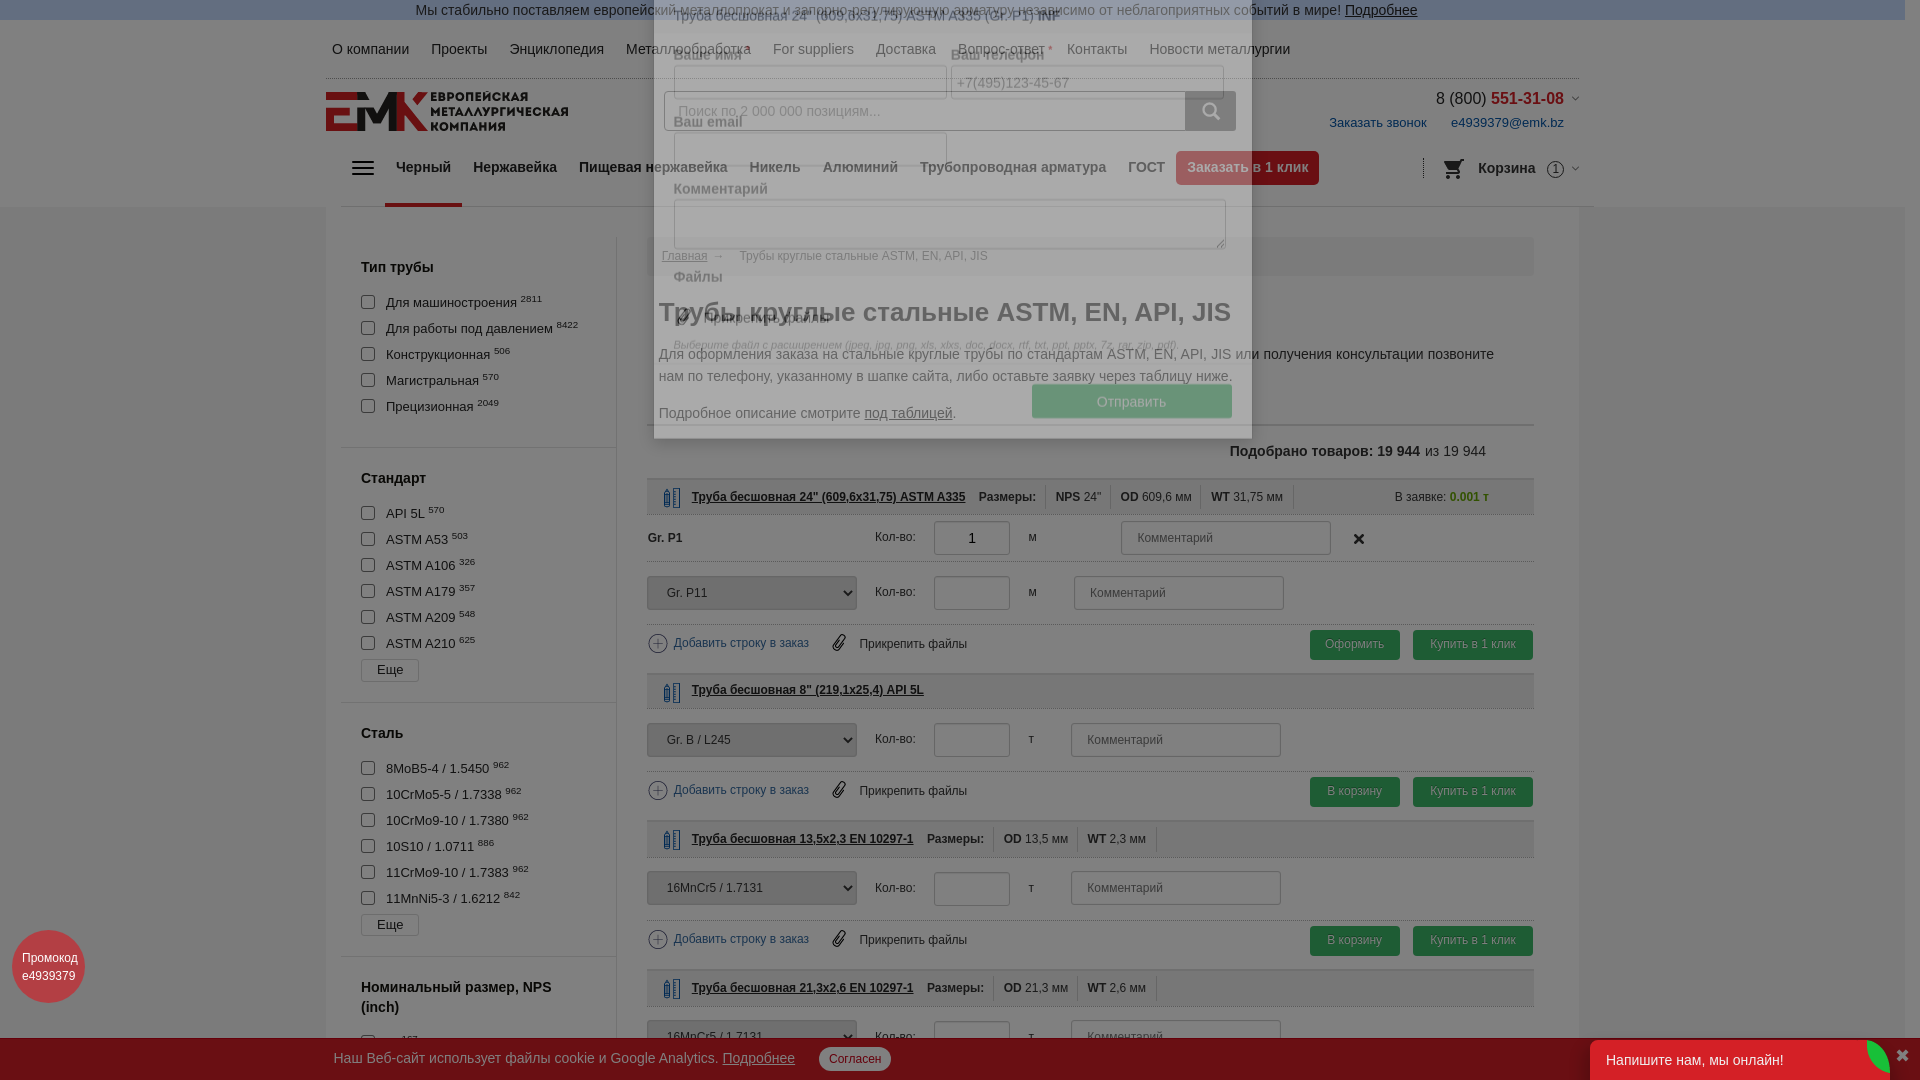 Мы стабильно поставляем европейский металлопрокат и запорно-регулирующую арматуру независимо от неблагоприятных событий в мире! Подробнее
Труба бесшовная 24" (609,6x31,75) ASTM A335 (Gr. P1) INF
О компании Проекты Энциклопедия Металлообработка For suppliers Доставка Вопрос-ответ Контакты Новости металлургии
Ваше имя * Ваш телефон *
+7(495)123-45-67
ЕВРОПЕЙСКАЯ
МЕТАЛЛУРГИЧЕСКАЯ
КОМПАНИЯ
EMK
Поиск по 2 000 000 позициям...
8 (800) 551-31-08
Заказать звонок e4939379@emk.bz
Ваш email
Черный Нержавейка Пищевая нержавейка Никель Алюминий Трубопроводная арматура ГОСТ Заказать в 1 клик
Корзина 1
Комментарий
Главная → Трубы круглые стальные ASTM, EN, API, JIS
Файлы
Трубы круглые стальные ASTM, EN, API, JIS
Прикрепить файлы
Выберите файл с расширением (jpeg, jpg, png, xls, xlxs, doc, docx, rtf, txt, ppt, pptx, 7z, rar, zip, pdf).
Для оформления заказа на стальные круглые трубы по стандартам ASTM, EN, API, JIS или получения консультации позвоните
нам по телефону, указанному в шапке сайта, либо оставьте заявку через таблицу ниже.
Отправить
Подробное описание смотрите под таблицей.
Тип трубы
Для машиностроения 2811
Для работы под давлением 8422
Конструкционная 506
Магистральная 570
Прецизионная 2049
Стандарт
API 5L 570
ASTM A53 503
ASTM A106 326
ASTM A179 357
ASTM A209 548
ASTM A210 625
Еще
Сталь
8MoB5-4 / 1.5450 962
10CrMo5-5 / 1.7338 962
10CrMo9-10 / 1.7380 962
10S10 / 1.0711 886
11CrMo9-10 / 1.7383 962
11MnNi5-3 / 1.6212 842
Еще
Номинальный размер, NPS
(inch)
Подобрано товаров: 19 944 из 19 944
Труба бесшовная 24" (609,6x31,75) ASTM A335 Размеры: NPS 24" OD 609,6 мм WT 31,75 мм В заявке: 0.001 т
Gr. P1 Кол-во: 1 м Комментарий
Gr. P11 Кол-во: м Комментарий
Добавить строку в заказ Прикрепить файлы Оформить Купить в 1 клик
Труба бесшовная 8" (219,1x25,4) API 5L
Gr. B / L245 Кол-во: т Комментарий
Добавить строку в заказ Прикрепить файлы В корзину Купить в 1 клик
Труба бесшовная 13,5x2,3 EN 10297-1 Размеры: OD 13,5 мм WT 2,3 мм
16MnCr5 / 1.7131 Кол-во: т Комментарий
Добавить строку в заказ Прикрепить файлы В корзину Купить в 1 клик
Труба бесшовная 21,3x2,6 EN 10297-1 Размеры: OD 21,3 мм WT 2,6 мм
16MnCr5 / 1.7131 Кол-во: т Комментарий
Промокод
e4939379
Наш Веб-сайт использует файлы cookie и Google Analytics. Подробнее Согласен
Напишите нам, мы онлайн!